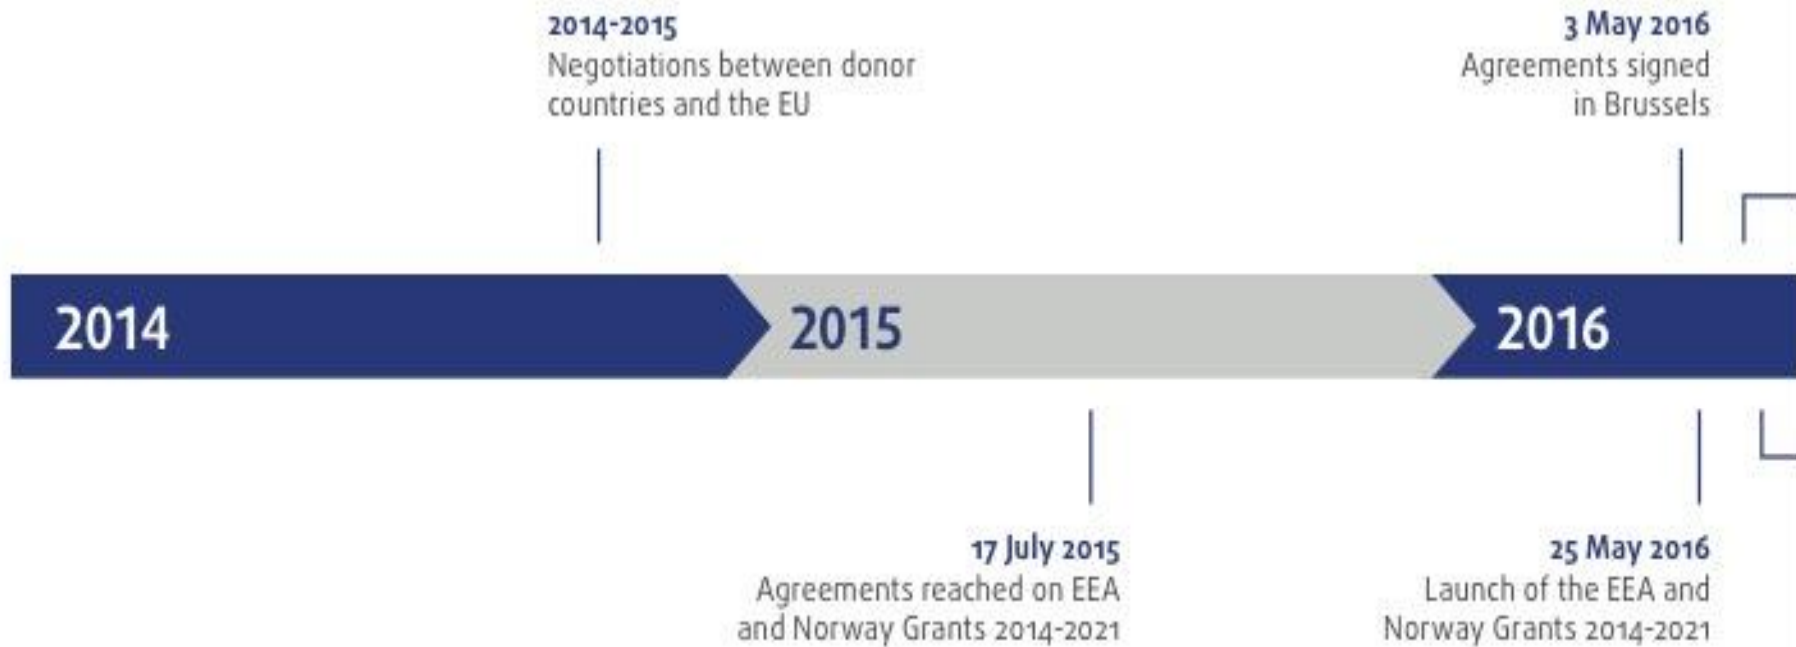 2014-2015
Negotiations between donor
countries and the EU
3 May 2016
Agreements signed
in Brussels
2014
2015
2016
17 July 2015
Agreements reached on EEA
and Norway Grants 2014-2021
25 May 2016
Launch of the EEA and
Norway Grants 2014-2021